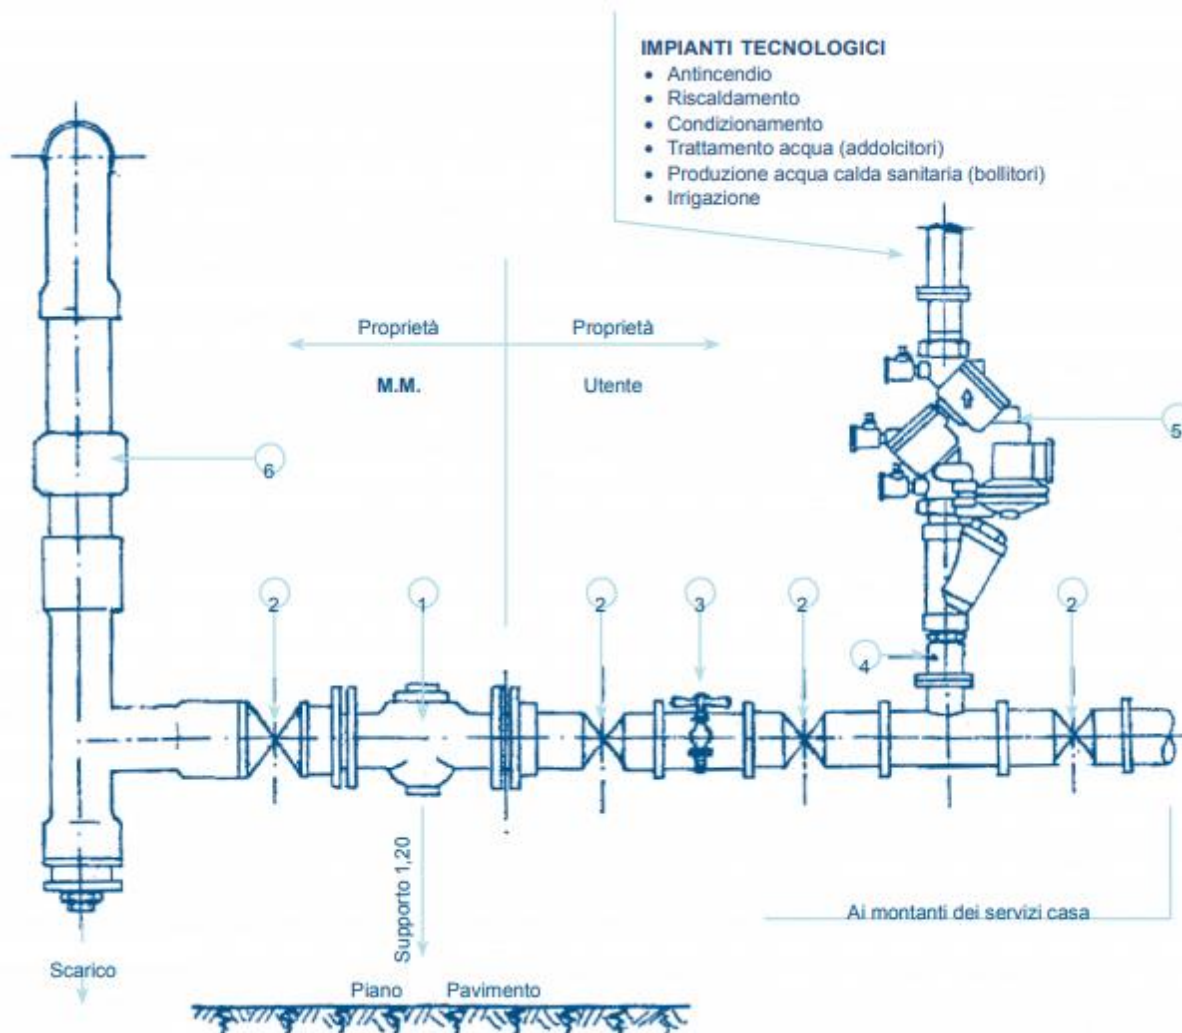 IMPIANTI TECNOLOGICI
• Antincendio
• Riscaldamento
• Condizionamento
• Trattamento acqua (addolcitori)
• Produzione acqua calda sanitaria (bollitori)
• Irrigazione
Proprietà
Proprietà
M.M.
Utente
5
6
2
1
2
3
2
2
4
Supporto 1,20
Ai montanti dei servizi casa
Scarico
Piano Pavimento